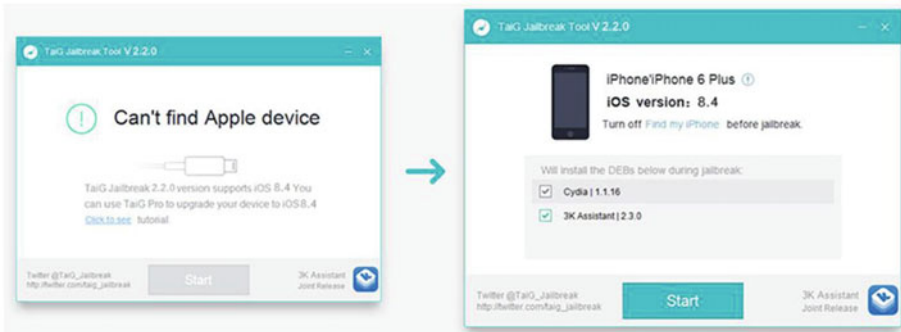 TaiG Jailbreak Tool V 2.2.0
Can't find Apple device
TaiG Jailbreak 2.2.0 version supports iOS 8.4 You
can use TaiG Pro to upgrade your device to iOS8.4
Click to see tutorial.
Twitter @TaiG_Jailbreak
http://twitter.com/taig_jailbreak
Start
3K Assistant
Joint Release
TaiG Jailbreak Tool V 2.2.0
iPhone'iPhone 6 Plus
iOS version: 8.4
Turn off Find my iPhone before jailbreak.
Will install the DEBs below during jailbreak:
Cydia | 1.1.16
3K Assistant | 2.3.0
Twitter @TaiG_Jailbreak
http://twitter.com/taig_jailbreak
Start
3K Assistant
Joint Release